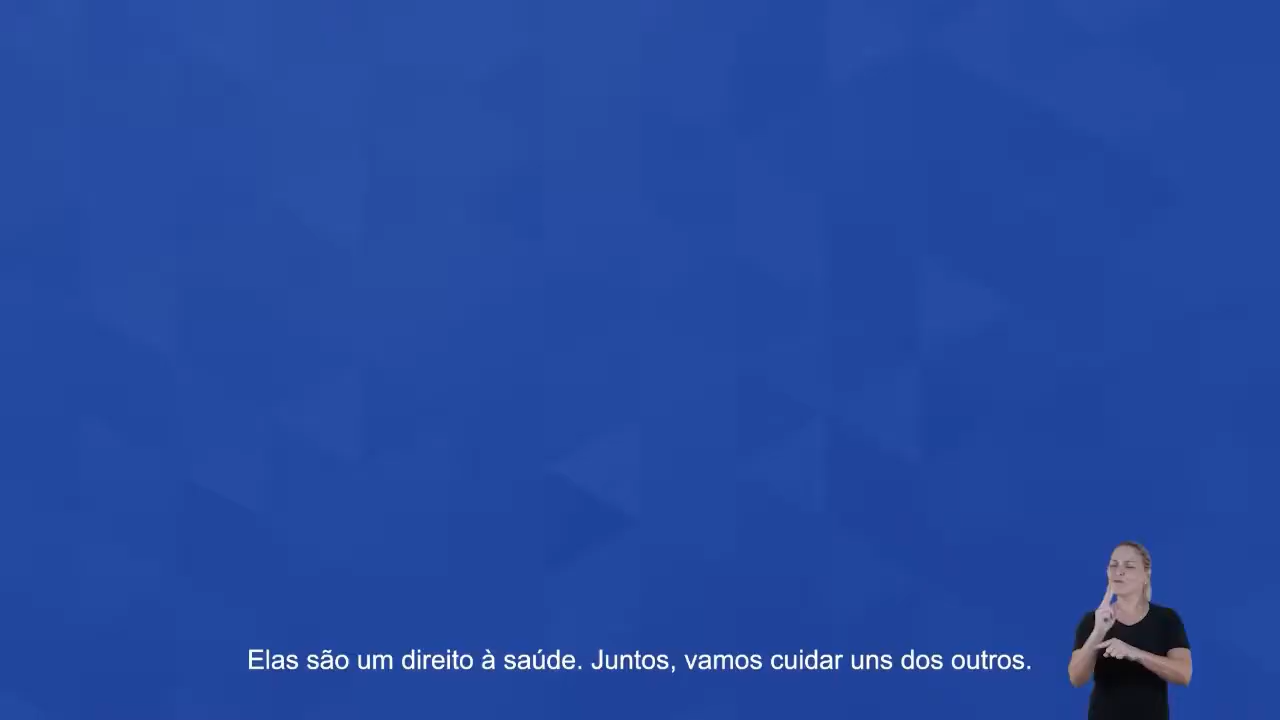 Elas são um direito à saúde. Juntos, vamos cuidar uns dos outros.